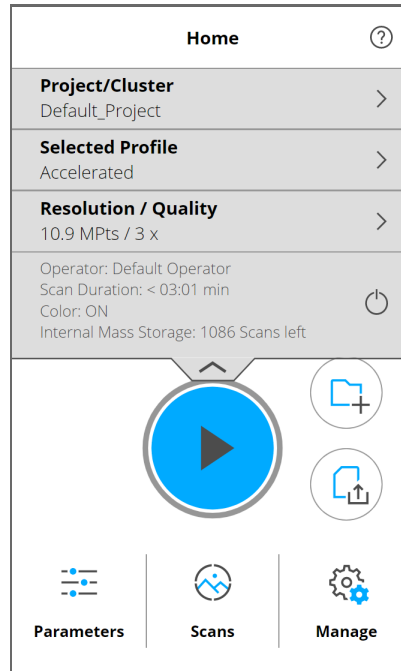 Home
?
Project/Cluster
Default_Project
Selected Profile
Accelerated
Resolution / Quality
10.9 MPts / 3 x
Operator: Default Operator
Scan Duration: < 03:01 min
Color: ON
Internal Mass Storage: 1086 Scans left
Parameters
Scans
Manage